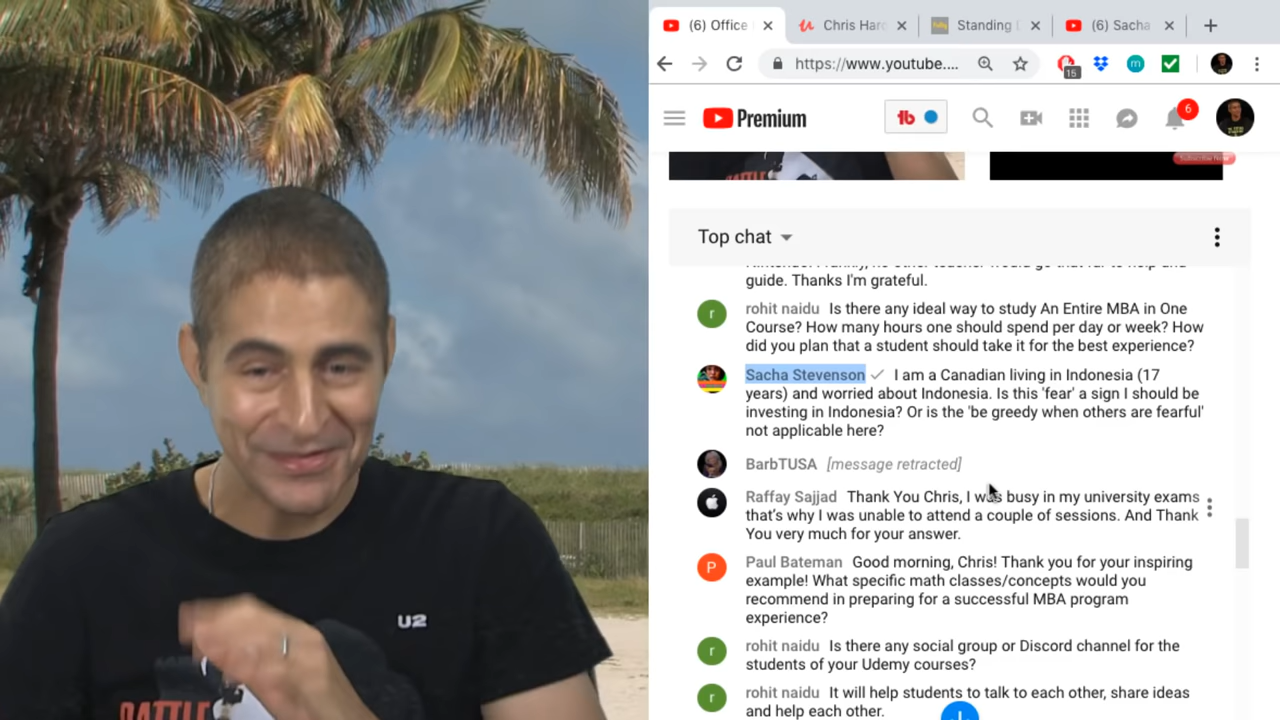 U2
BATTLE
(6) Office
Chris Hard
Standing
(6) Sacha
https://www.youtube....
15
Premium
6
Subscribe Now
Top chat
guide. Thanks I'm grateful.
r
rohit naidu Is there any ideal way to study An Entire MBA in One
Course? How many hours one should spend per day or week? How
did you plan that a student should take it for the best experience?
Sacha Stevenson I am a Canadian living in Indonesia (17
years) and worried about Indonesia. Is this 'fear' a sign I should be
investing in Indonesia? Or is the 'be greedy when others are fearful'
not applicable here?
BarbTUSA [message retracted]
Raffay Sajjad Thank You Chris, I was busy in my university exams
that's why I was unable to attend a couple of sessions. And Thank
You very much for your answer.
P
Paul Bateman Good morning, Chris! Thank you for your inspiring
example! What specific math classes/concepts would you
recommend in preparing for a successful MBA program
experience?
r
rohit naidu Is there any social group or Discord channel for the
students of your Udemy courses?
r
rohit naidu It will help students to talk to each other, share ideas
and help each other.